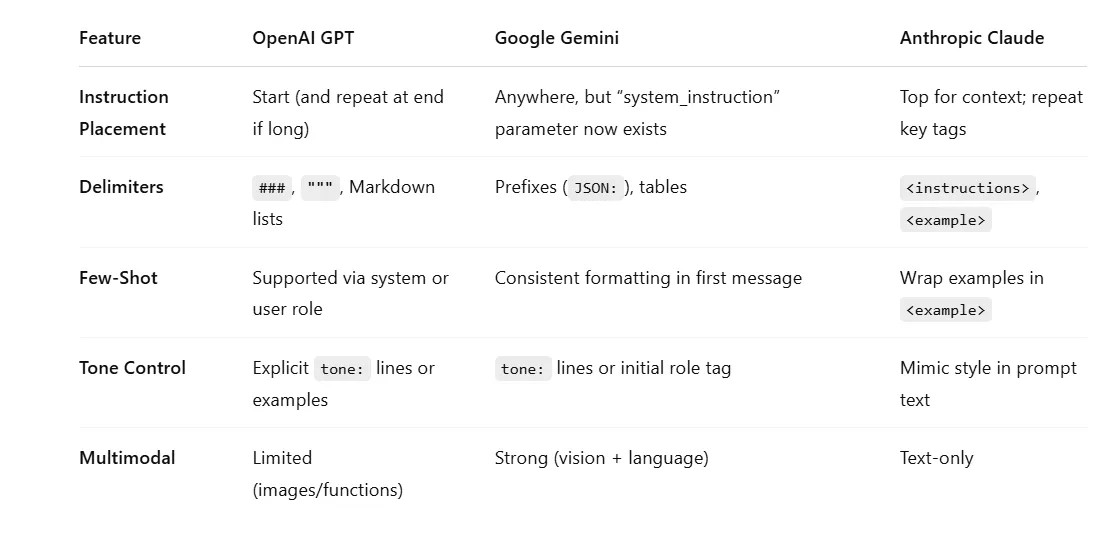 Feature OpenAI GPT Google Gemini Anthropic Claude
Instruction Start (and repeat at end Anywhere, but “system_instruction” Top for context; repeat
Placement if long) parameter now exists key tags
Delimiters ###, """, Markdown Prefixes (JSON:), tables <instructions>,
lists <example>
Few-Shot Supported via system or Consistent formatting in first message Wrap examples in
user role <example>
Tone Control Explicit tone: lines or tone: lines or initial role tag Mimic style in prompt
examples text
Multimodal Limited Strong (vision + language) Text-only
(images/functions)